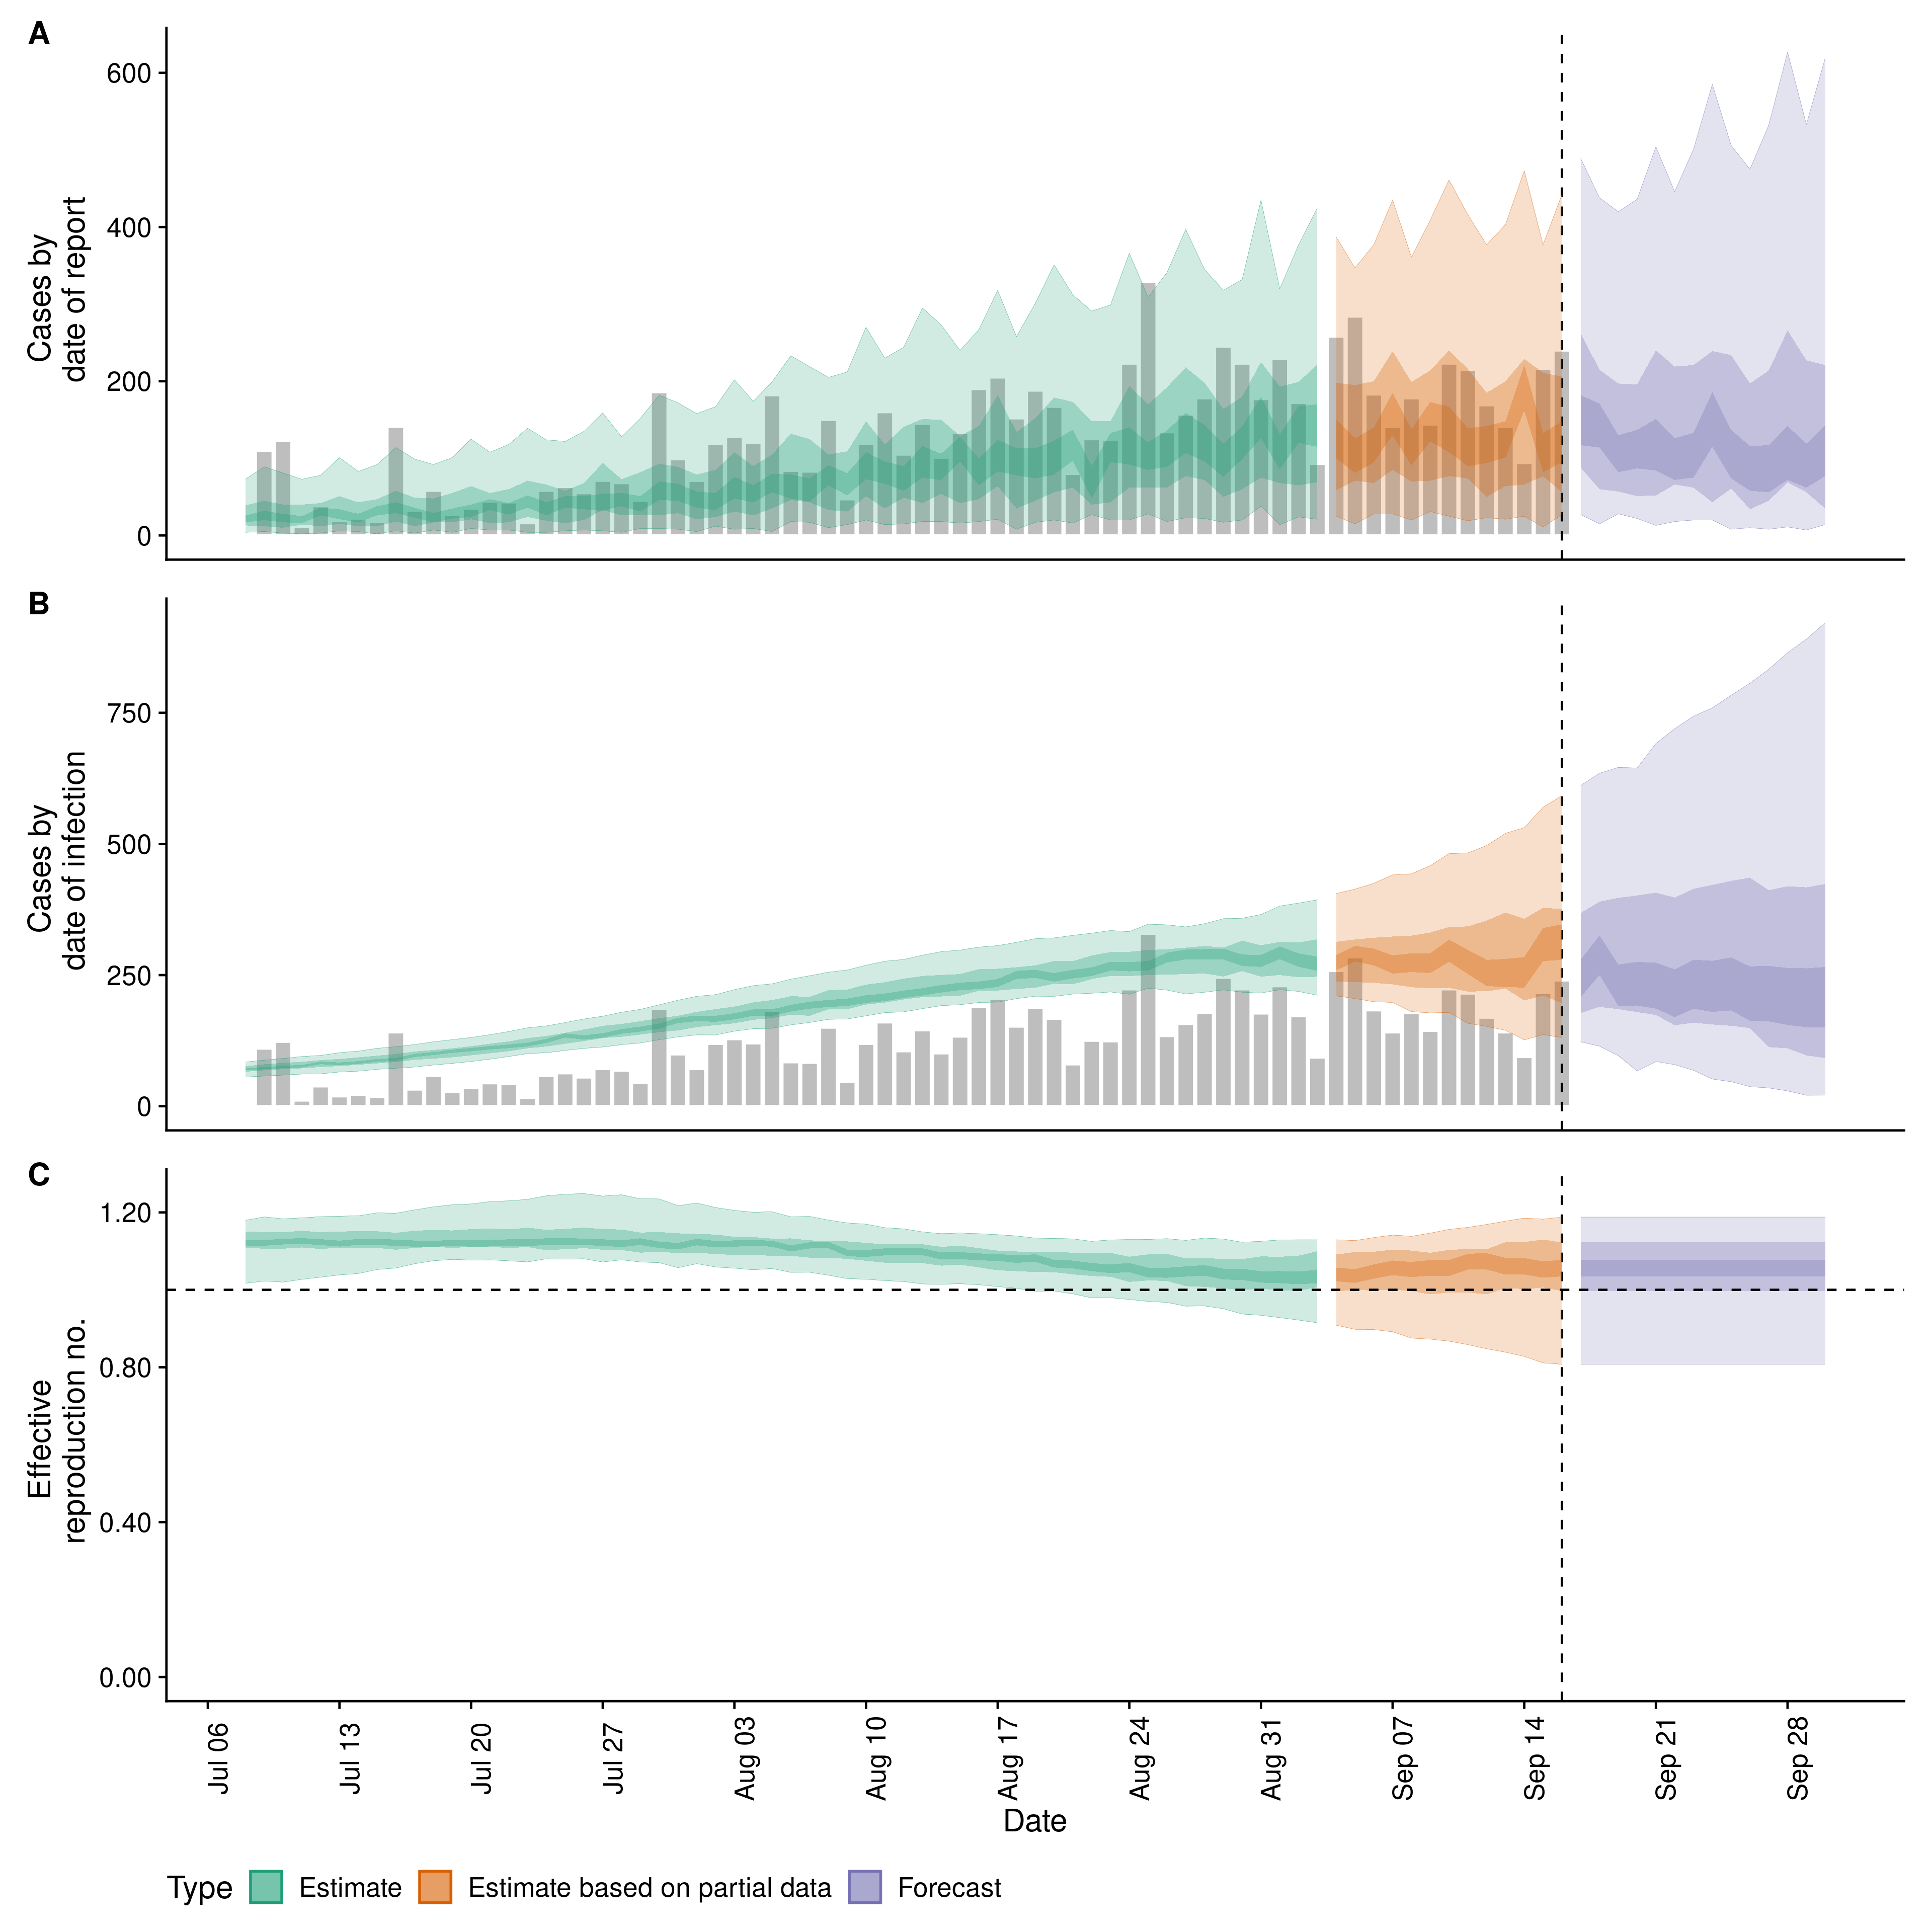 A
600
400
200
0
Cases by
date of report
B
750
500
250
0
Cases by
date of infection
C
1.20
0.80
0.40
0.00
Effective
reproduction no.
Jul 06
Jul 13
Jul 20
Jul 27
Aug 03
Aug 10
Aug 17
Aug 24
Aug 31
Sep 07
Sep 14
Sep 21
Sep 28
Date
Type Estimate Estimate based on partial data Forecast